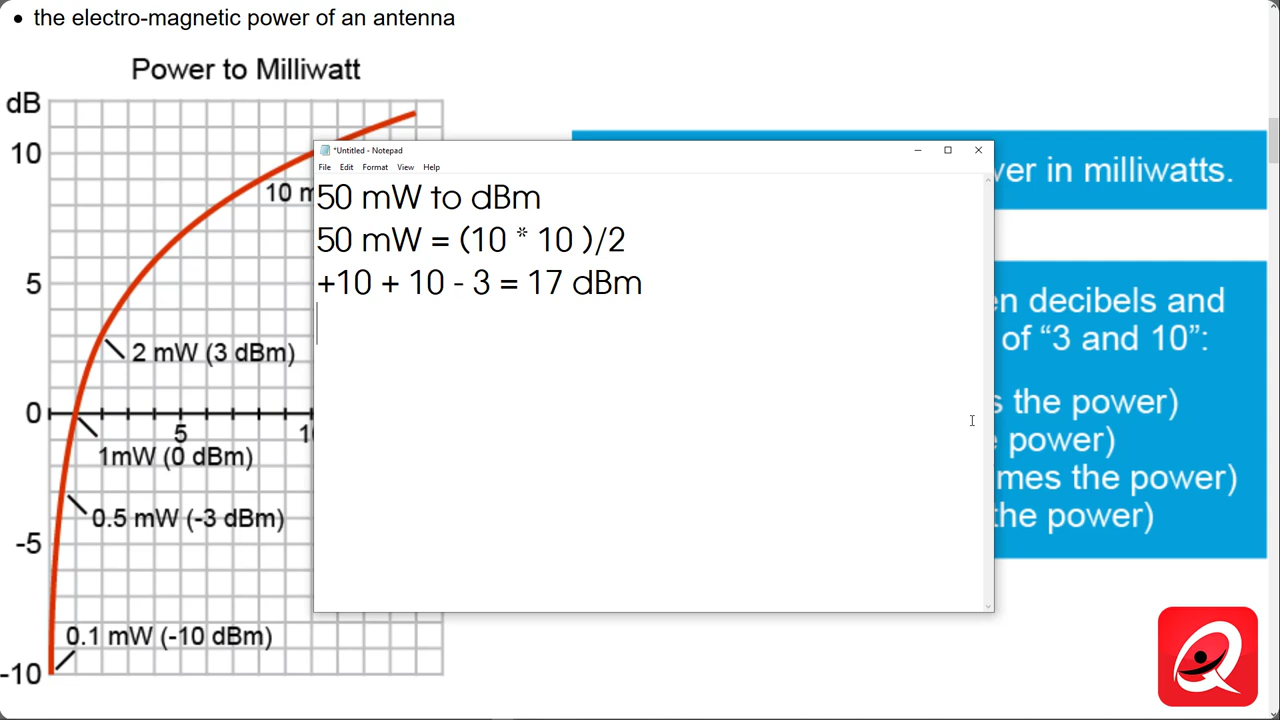 • the electro-magnetic power of an antenna
Power to Milliwatt
dB
10
5
0
-5
-10
5
10 m
2 mW (3 dBm)
1mW (0 dBm)
0.5 mW (-3 dBm)
0.1 mW (-10 dBm)
*Untitled - Notepad
File Edit Format View Help
50 mW to dBm
50 mW = (10 * 10 )/2
+10 + 10 - 3 = 17 dBm
ver in milliwatts.
en decibels and
of “3 and 10”:
s the power)
e power)
mes the power)
the power)